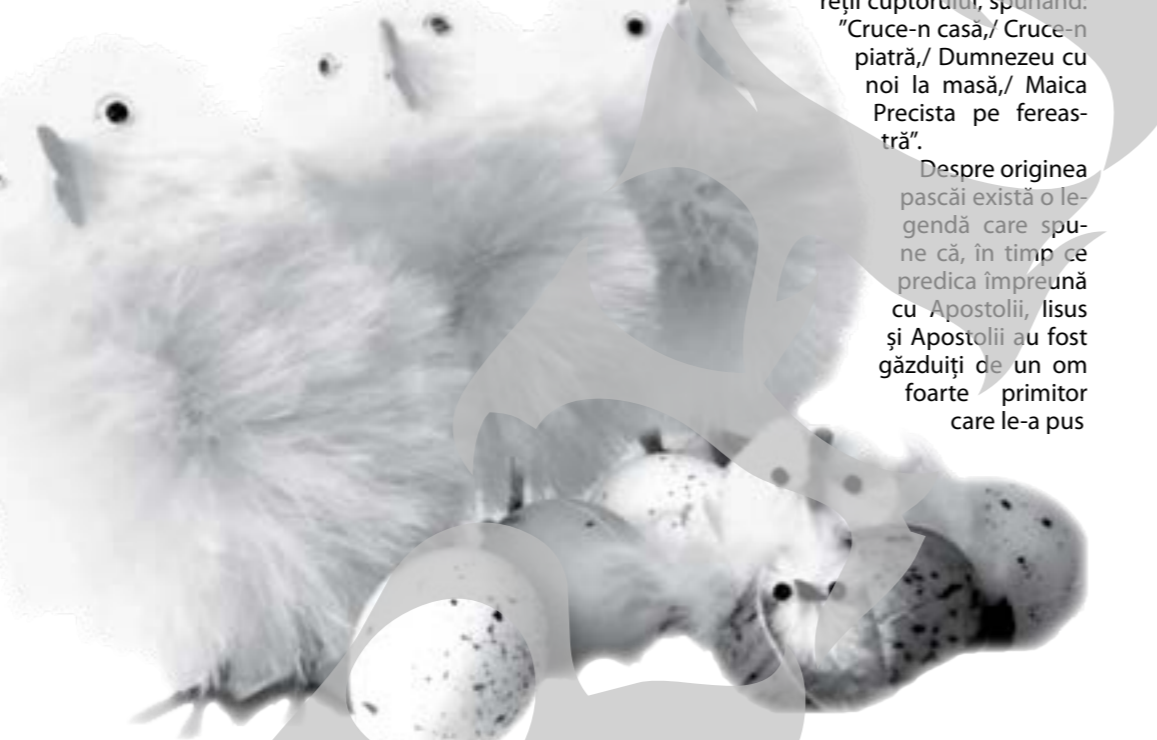 reții cuptorului, spunând:
”Cruce-n casă,/ Cruce-n
piatră,/ Dumnezeu cu
noi la masă,/ Maica
Precista pe fereas-
tră”.
Despre originea
pascăi există o le-
gendă care spu-
ne că, în timp ce
predica împreună
cu Apostolii, Iisus
și Apostolii au fost
găzduiți de un om
foarte primitor
care le-a pus